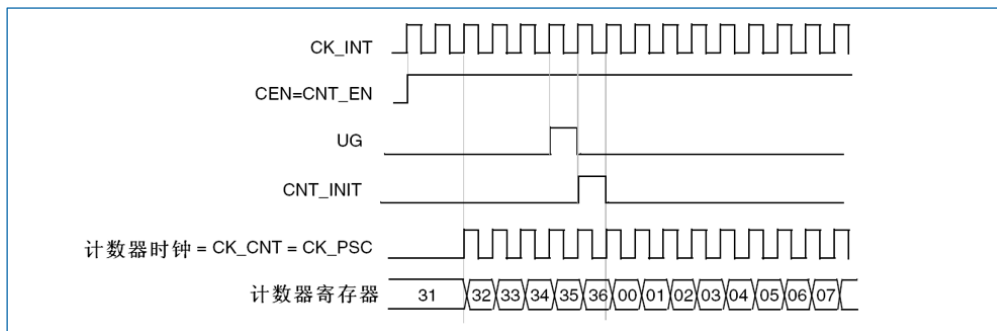 CK_INT
CEN=CNT_EN
UG
CNT_INIT
计数器时钟 = CK_CNT = CK_PSC
计数器寄存器 31 32 33 34 35 36 00 01 02 03 04 05 06 07